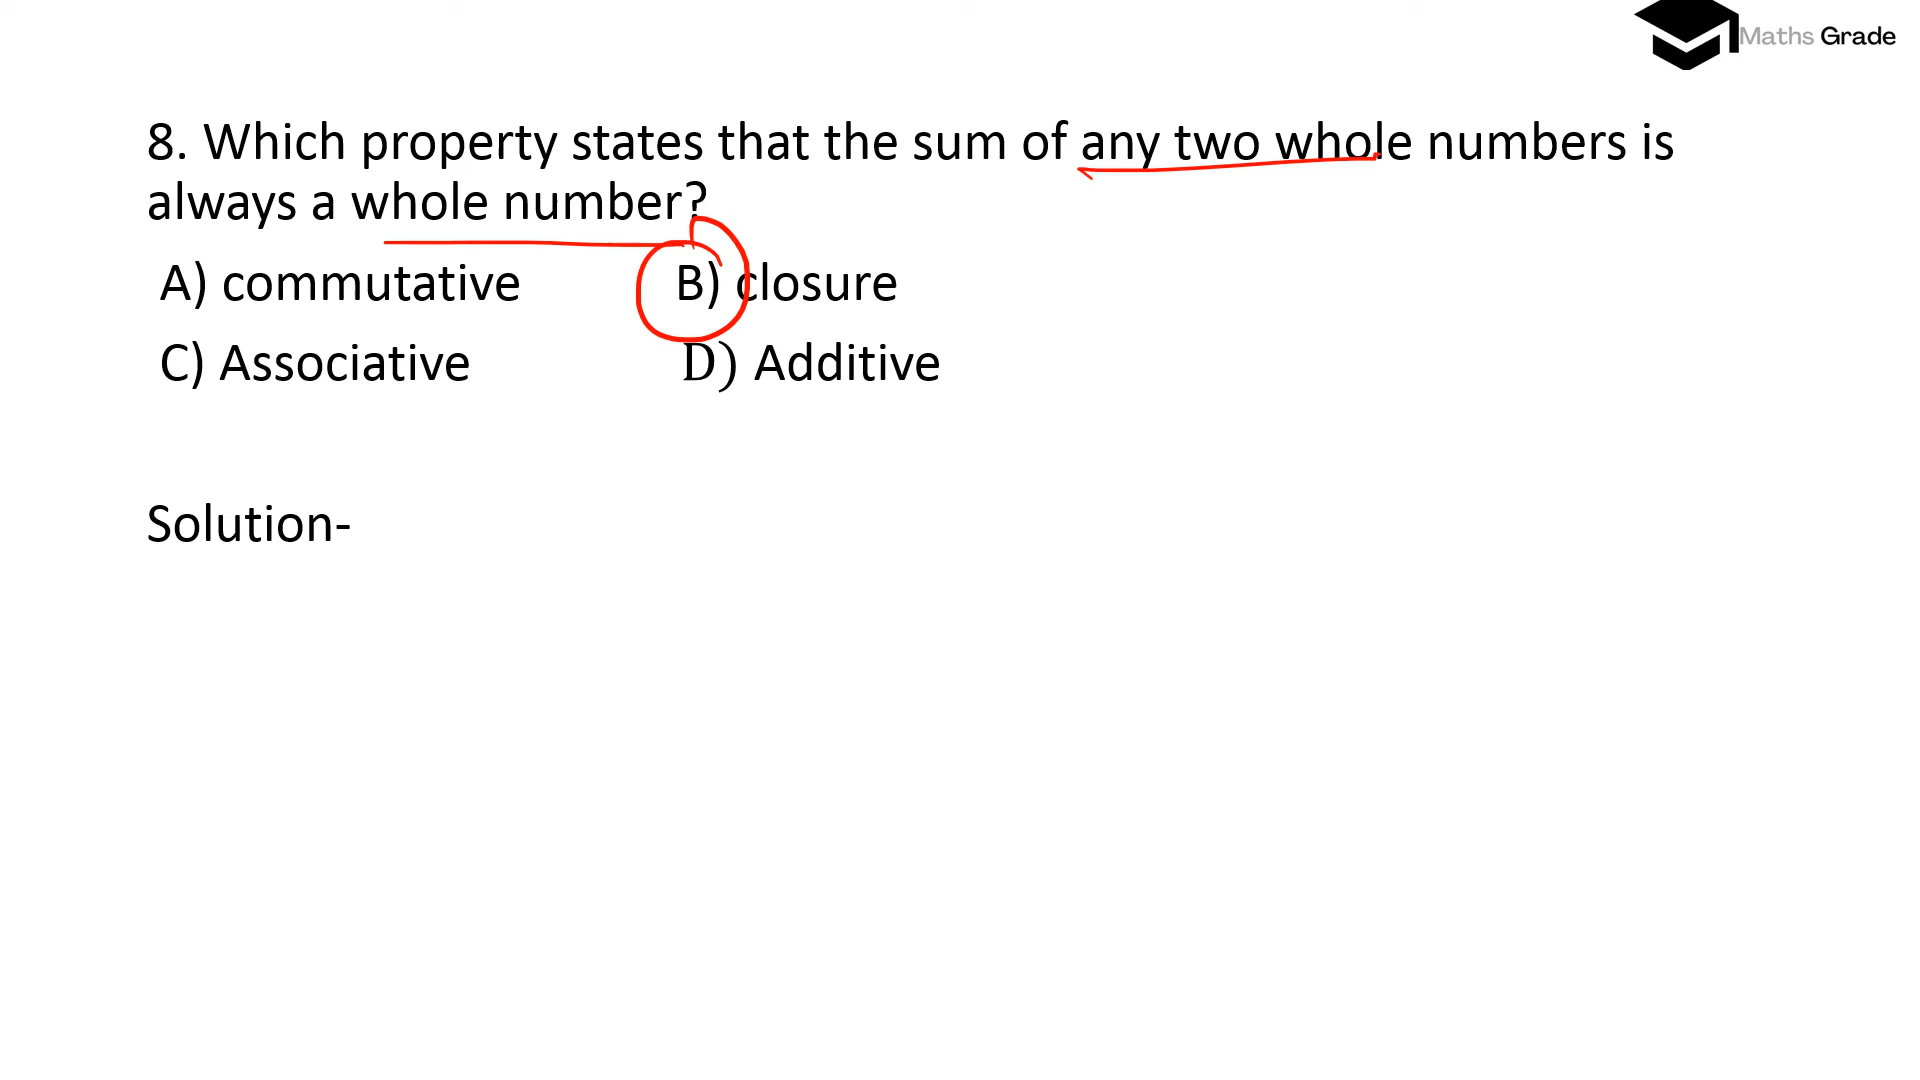 Maths Grade
8. Which property states that the sum of any two whole numbers is
always a whole number?
A) commutative B) closure
C) Associative D) Additive
Solution-